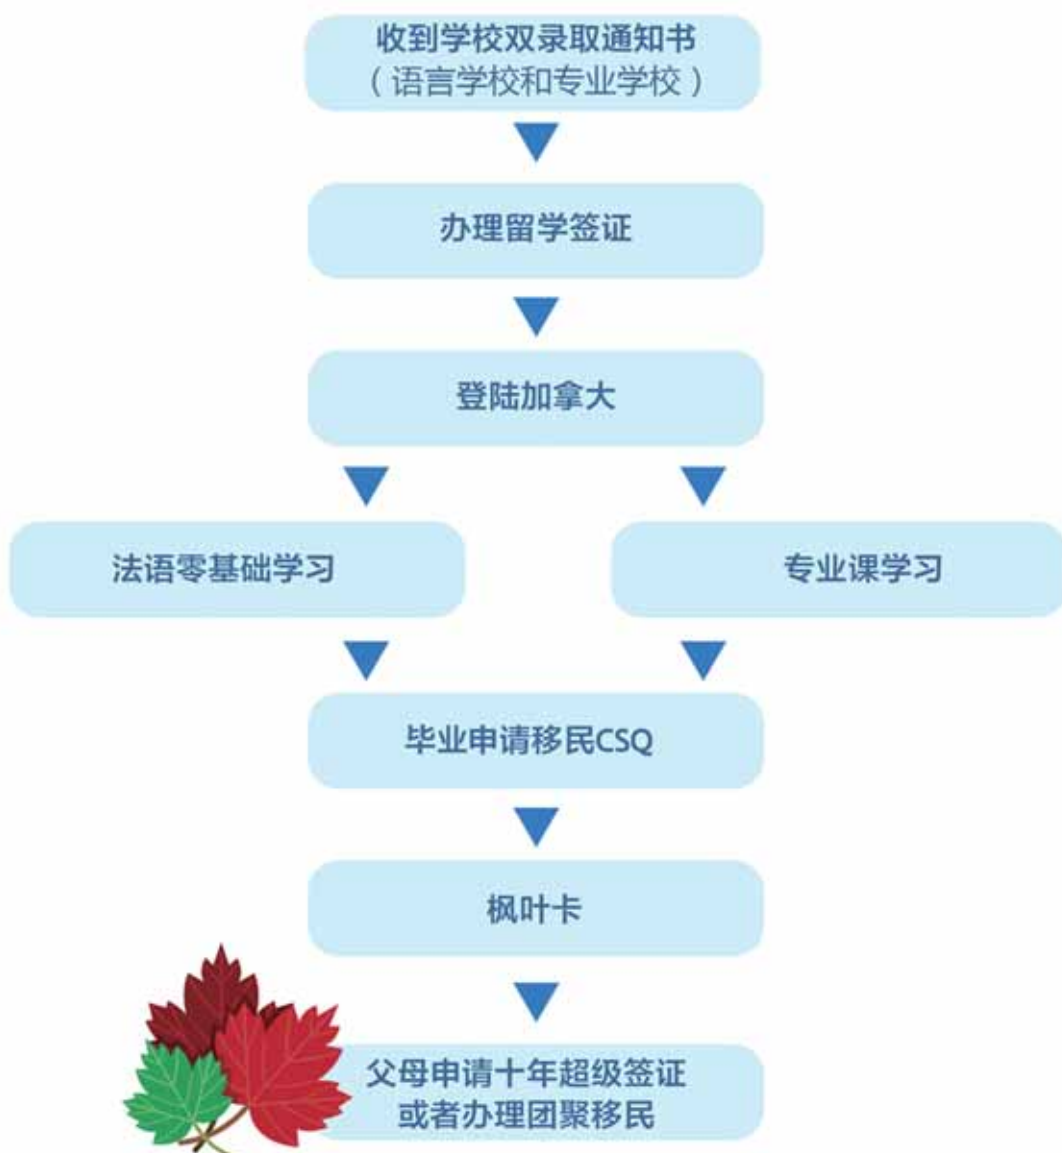 收到学校双录取通知书
（语言学校和专业学校）
办理留学签证
登陆加拿大
法语零基础学习
专业课学习
毕业申请移民CSQ
枫叶卡
父母申请十年超级签证
或者办理团聚移民